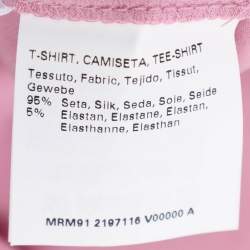 T-SHIRT, CAMISETA, TEE-SHIRT
Tessuto, Fabric, Tejido, Tissut,
Gewebe
95% Seta, Silk, Seda, Soie, Seide
5% Elastan, Elastane, Elastan,
Elasthanne, Elasthan
MRM91 2197116 V00000 A